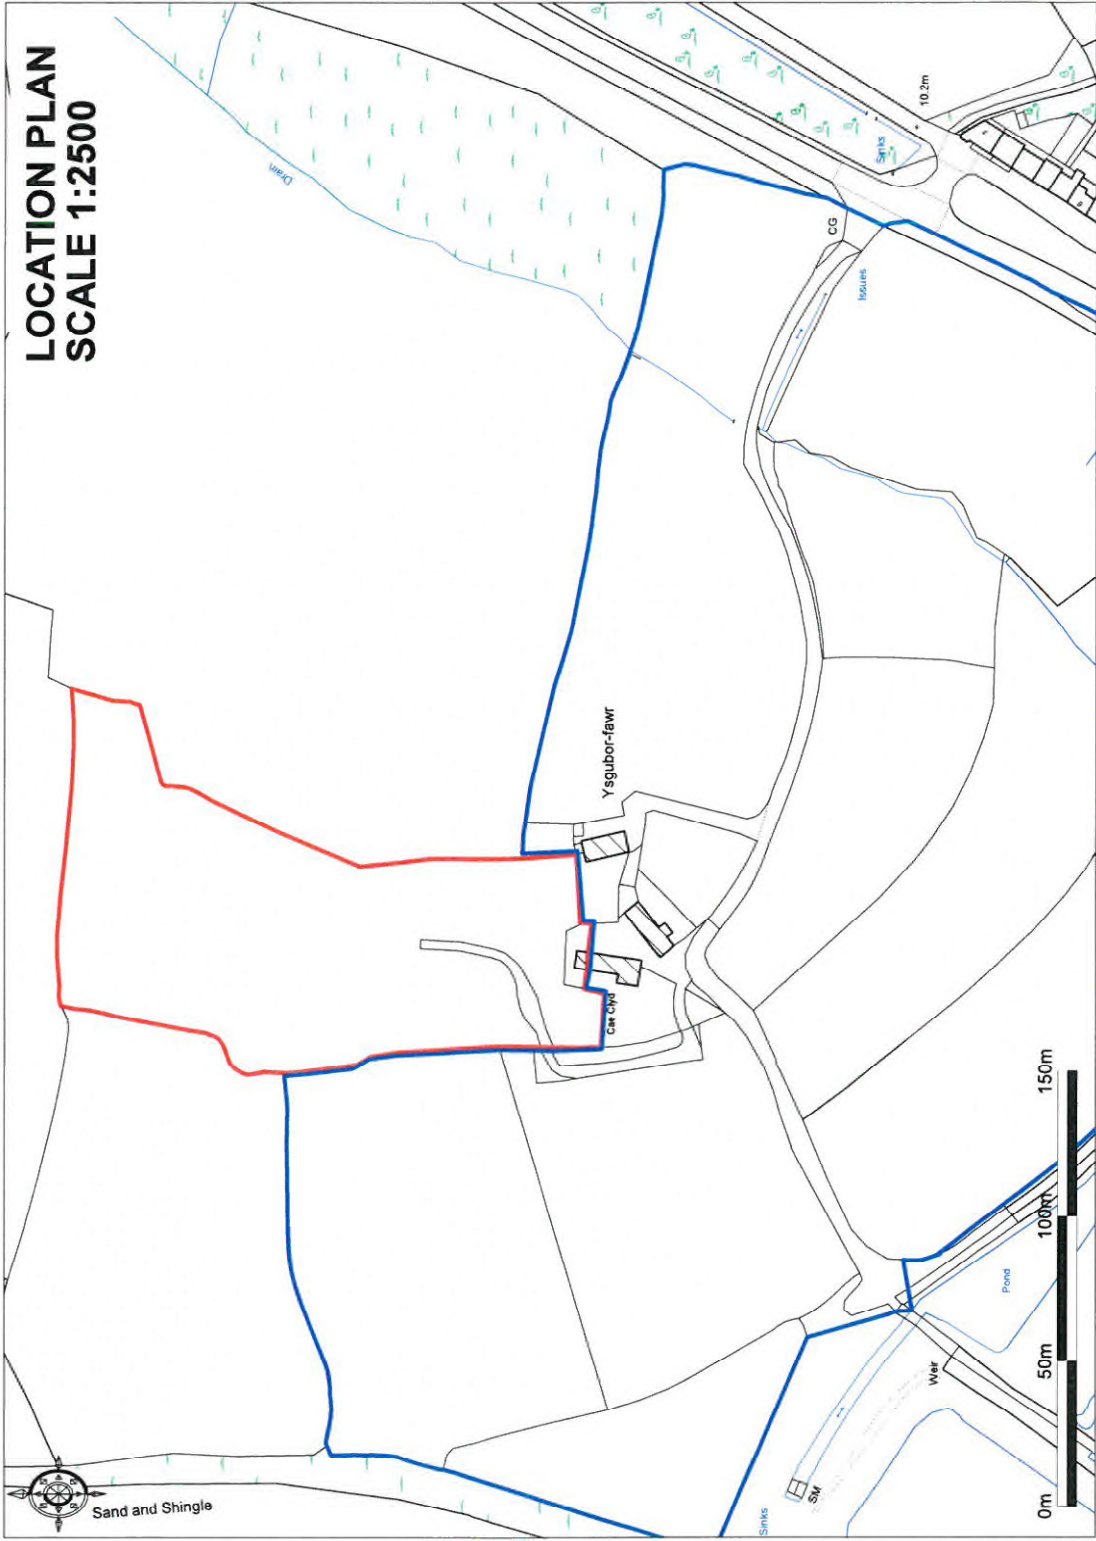 LOCATION PLAN
SCALE 1:2500
Drain
Sinks
10.2m
CG
Issues
Ysgubor-fawr
Cae Clyd
Sand and Shingle
Pond
Weir
SM
Sinks
0m 50m 100m 150m